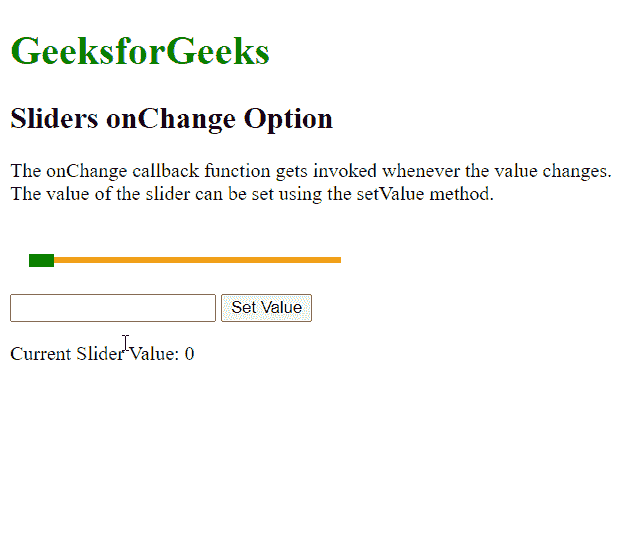 GeeksforGeeks
Sliders onChange Option
The onChange callback function gets invoked whenever the value changes.
The value of the slider can be set using the setValue method.
Set Value
Current Slider Value: 0